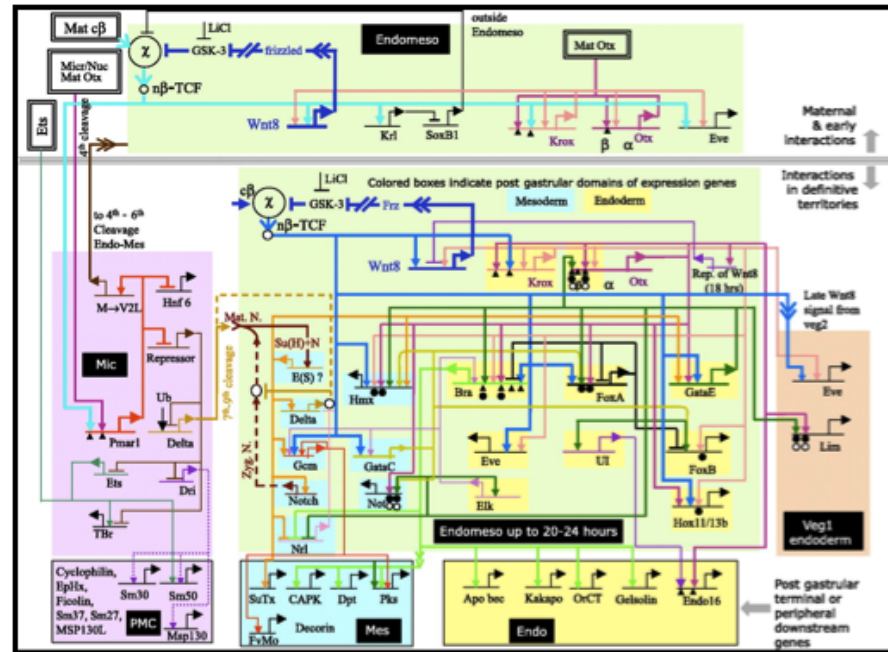 Mat cβ
χ
LiCl
GSK-3
frizzled
Endomeso
outside
Endomeso
Mat Otx
Micr/Nuc
Mat Otx
nβ-TCF
Ets
4th cleavage
Wnt8
Krl
SoxB1
Krox
β α
Otx
Eve
Maternal
& early
interactions
Interactions
in definitive
territories
cβ
χ
LiCl
GSK-3
Frz
nβ-TCF
Colored boxes indicate post gastrular domains of expression genes
Mesoderm
Endoderm
to 4th - 6th
Cleavage
Endo-Mes
Wnt8
Krox
α
Otx
Rep. of Wnt8
(18 hrs)
M→V2L
Hnf 6
Mic
Repressor
Ub
Pmar1
Delta
Ets
Dri
TBr
7th,9th cleavage
Mat. N.
Su(H)+N
E(S) ?
Zyg. N.
Delta
Gcm
GataC
Notch
Nrl
Hmx
Bra
FoxA
GataE
Eve
UI
FoxB
Elk
Hox11/13b
Late Wnt8
signal from
veg2
Eve
Lim
Veg1
endoderm
Endomeso up to 20-24 hours
Cyclophilin,
EpHx,
Ficolin,
Sm37, Sm27,
MSP130L
PMC
Sm30
Sm50
Msp130
SuTx
CAPK
Dpt
Pks
FvMo
Decorin
Mes
Apo bec
Kakapo
OrCT
Gelsolin
Endo16
Endo
Post gastrular
terminal or
peripheral
downstream
genes